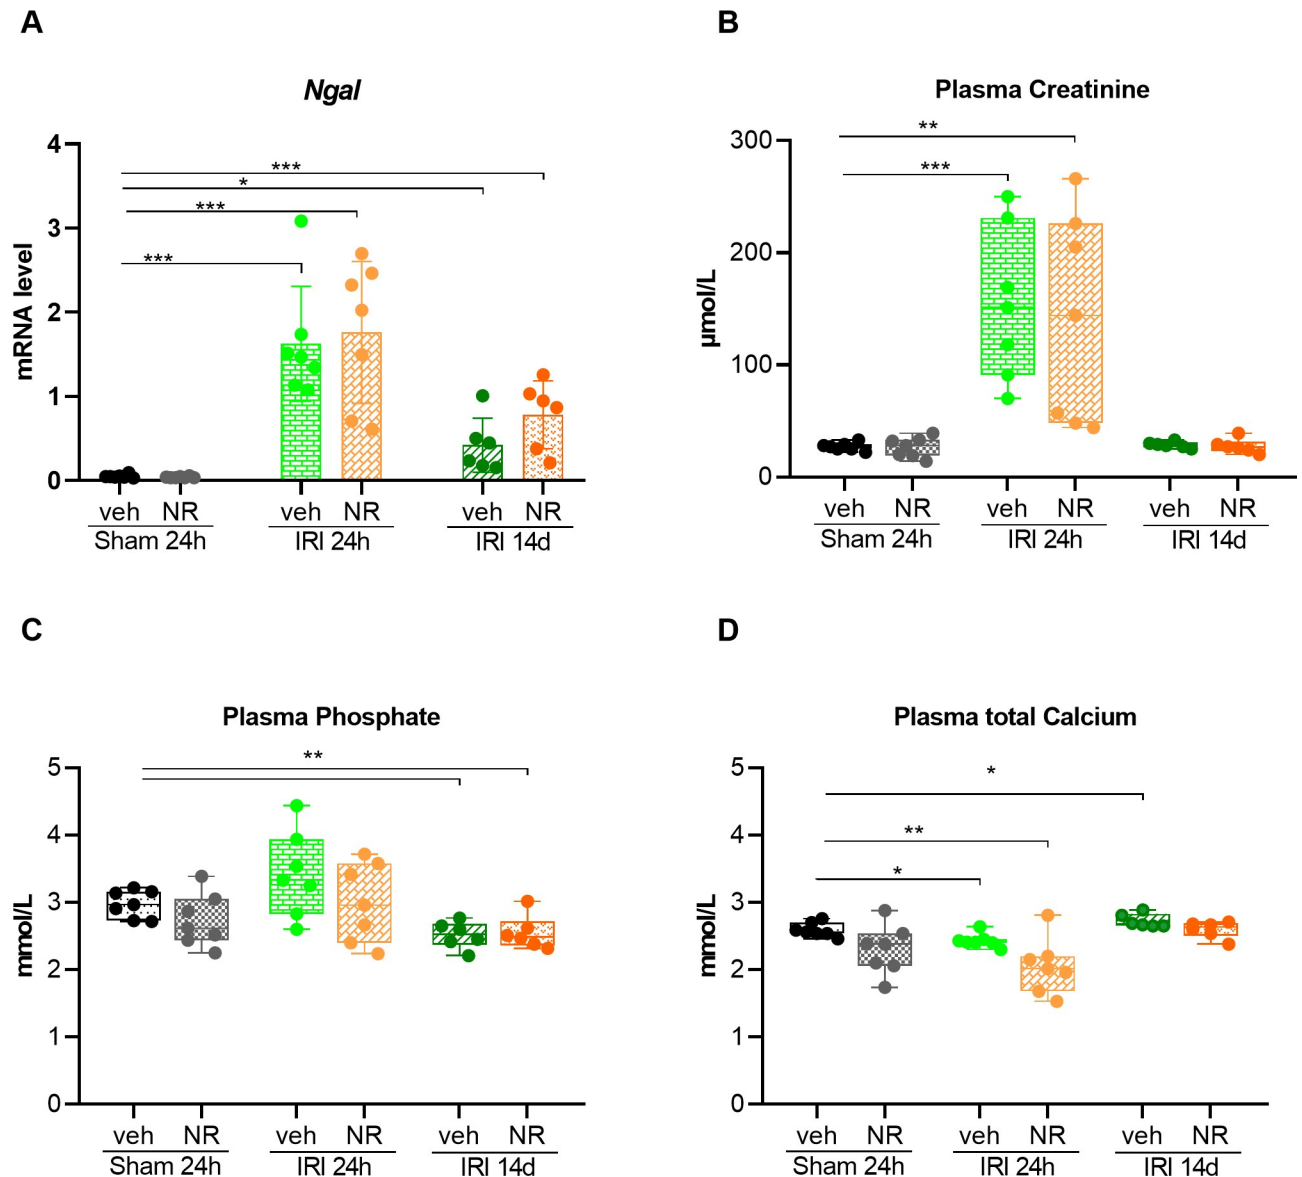 A
Ngal
mRNA level
4
3
2
1
0
***
*
***
***
veh NR veh NR veh NR
Sham 24h IRI 24h IRI 14d
B
Plasma Creatinine
µmol/L
300
200
100
0
**
***
veh NR veh NR veh NR
Sham 24h IRI 24h IRI 14d
C
Plasma Phosphate
mmol/L
5
4
3
2
1
0
**
veh NR veh NR veh NR
Sham 24h IRI 24h IRI 14d
D
Plasma total Calcium
mmol/L
5
4
3
2
1
0
*
**
*
veh NR veh NR veh NR
Sham 24h IRI 24h IRI 14d